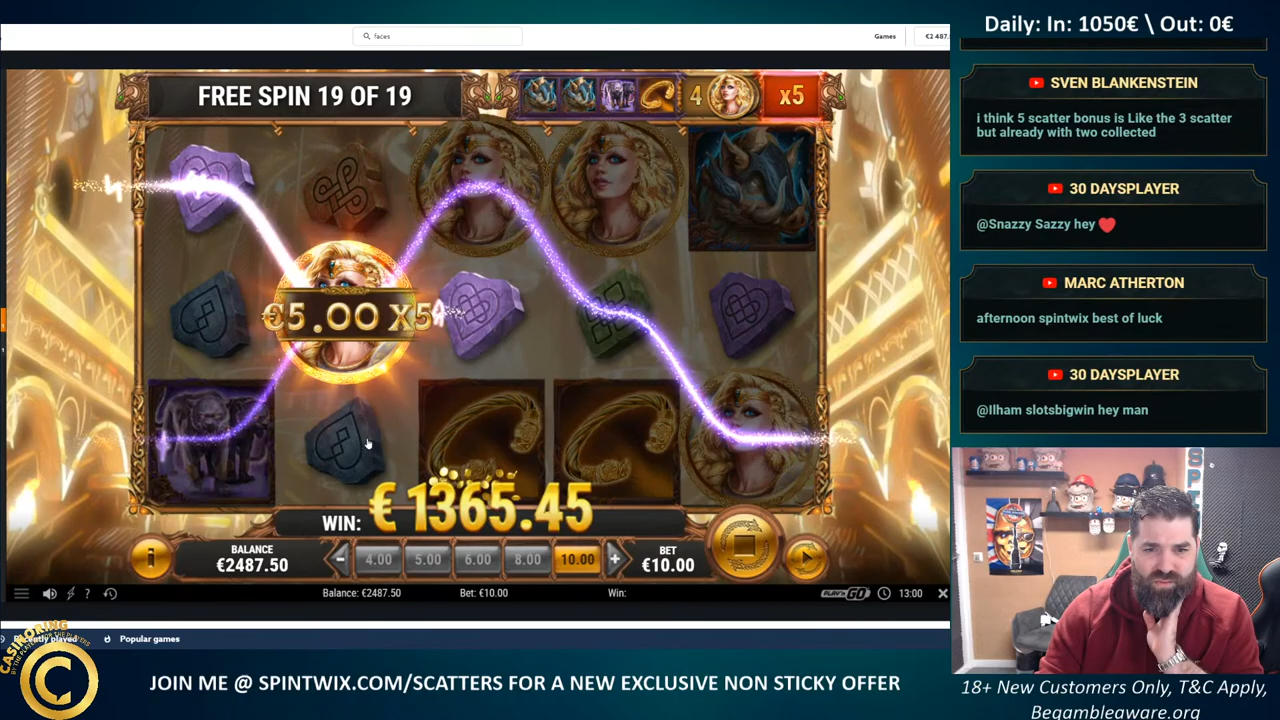 Daily: In: 1050€ \ Out: 0€
faces
Games
€2 487.
FREE SPIN 19 OF 19
4
x5
SVEN BLANKENSTEIN
i think 5 scatter bonus is Like the 3 scatter
but already with two collected
30 DAYSPLAYER
@Snazzy Sazzy hey
MARC ATHERTON
afternoon spintwix best of luck
30 DAYSPLAYER
@Ilham slotsbigwin hey man
€5.00 X5
WIN: € 1365.45
BALANCE
€2487.50
4.00
5.00
6.00
8.00
10.00
BET
€10.00
Balance: €2487.50
Bet: €10.00
Win:
PLAY'N GO
13:00
Recently played
Popular games
CASINORING
JOIN ME @ SPINTWIX.COM/SCATTERS FOR A NEW EXCLUSIVE NON STICKY OFFER
18+ New Customers Only, T&C Apply,
Begambleaware.org